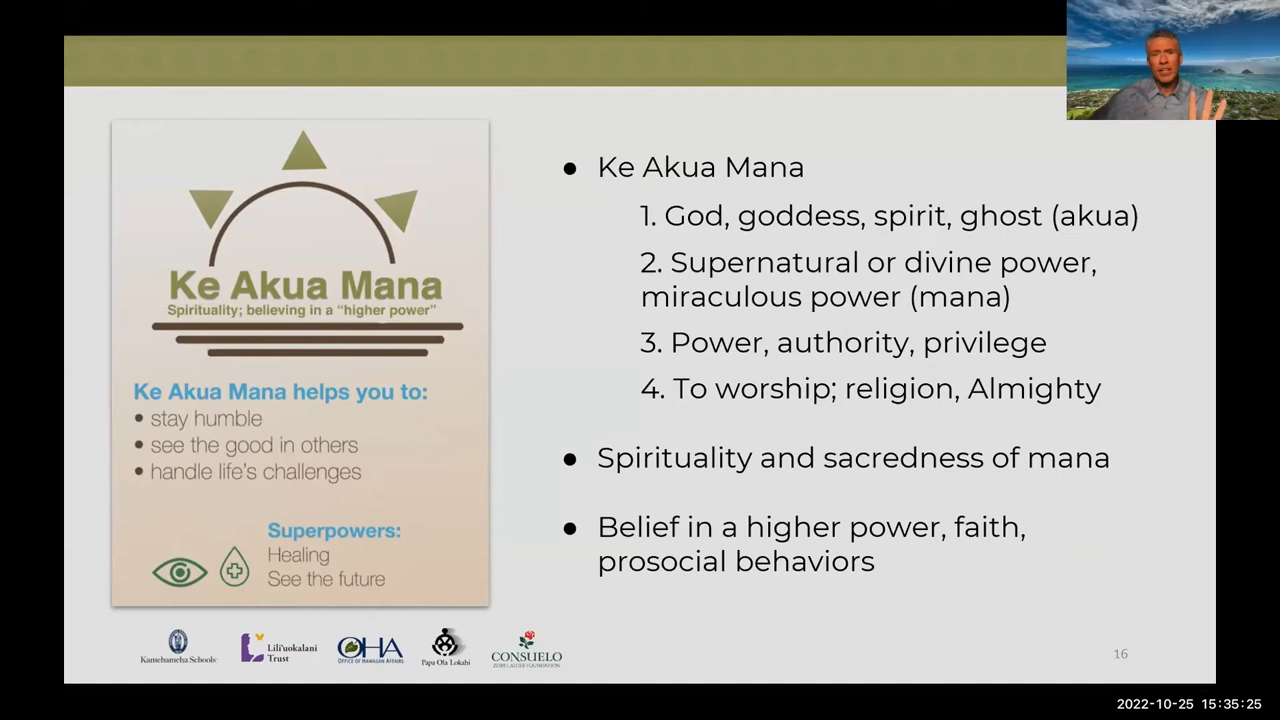 Ke Akua Mana
Spirituality; believing in a “higher power”
Ke Akua Mana helps you to:
• stay humble
• see the good in others
• handle life’s challenges
Superpowers:
Healing
See the future
● Ke Akua Mana
1. God, goddess, spirit, ghost (akua)
2. Supernatural or divine power,
miraculous power (mana)
3. Power, authority, privilege
4. To worship; religion, Almighty
● Spirituality and sacredness of mana
● Belief in a higher power, faith,
prosocial behaviors
Kamehameha Schools
Liliʻuokalani
Trust
OHA
OFFICE OF HAWAIIAN AFFAIRS
Papa Ola Lokahi
CONSUELO
FOUNDATION
16
2022-10-25 15:35:25